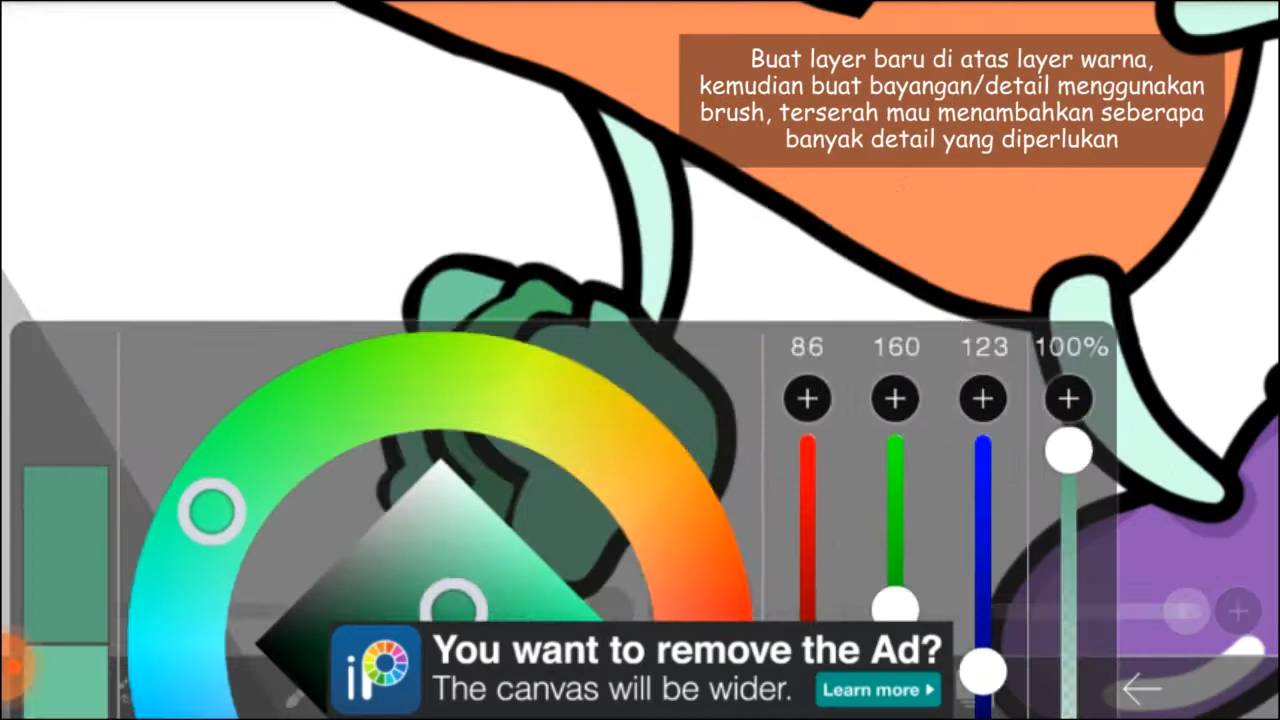 Buat layer baru di atas layer warna,
kemudian buat bayangan/detail menggunakan
brush, terserah mau menambahkan seberapa
banyak detail yang diperlukan
86 160 123 100%
iP
You want to remove the Ad?
The canvas will be wider.
Learn more